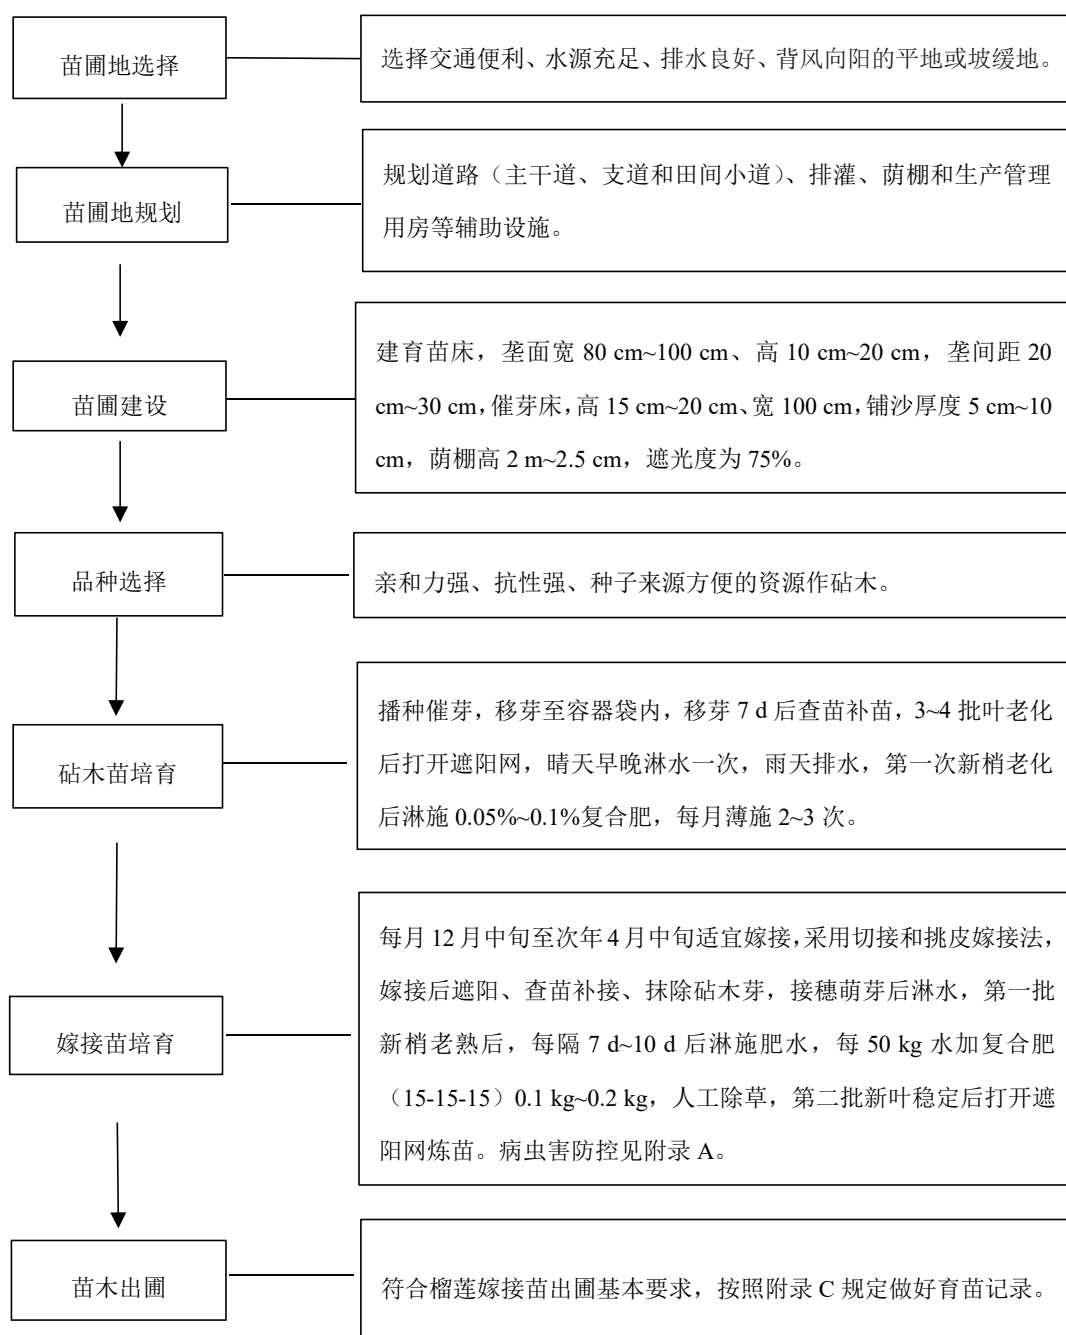 苗圃地选择
选择交通便利、水源充足、排水良好、背风向阳的平地或坡缓地。
苗圃地规划
规划道路（主干道、支道和田间小道）、排灌、荫棚和生产管理
用房等辅助设施。
苗圃建设
建育苗床，垄面宽 80 cm~100 cm、高 10 cm~20 cm，垄间距 20
cm~30 cm，催芽床，高 15 cm~20 cm、宽 100 cm，铺沙厚度 5 cm~10
cm，荫棚高 2 m~2.5 cm，遮光度为 75%。
品种选择
亲和力强、抗性强、种子来源方便的资源作砧木。
砧木苗培育
播种催芽，移芽至容器袋内，移芽 7 d 后查苗补苗，3~4 批叶老化
后打开遮阳网，晴天早晚淋水一次，雨天排水，第一次新梢老化
后淋施 0.05%~0.1%复合肥，每月薄施 2~3 次。
嫁接苗培育
每月 12 月中旬至次年 4 月中旬适宜嫁接，采用切接和挑皮嫁接法，
嫁接后遮阳、查苗补接、抹除砧木芽，接穗萌芽后淋水，第一批
新梢老熟后，每隔 7 d~10 d 后淋施肥水，每 50 kg 水加复合肥
（15-15-15）0.1 kg~0.2 kg，人工除草，第二批新叶稳定后打开遮
阳网炼苗。病虫害防控见附录 A。
苗木出圃
符合榴莲嫁接苗出圃基本要求，按照附录 C 规定做好育苗记录。